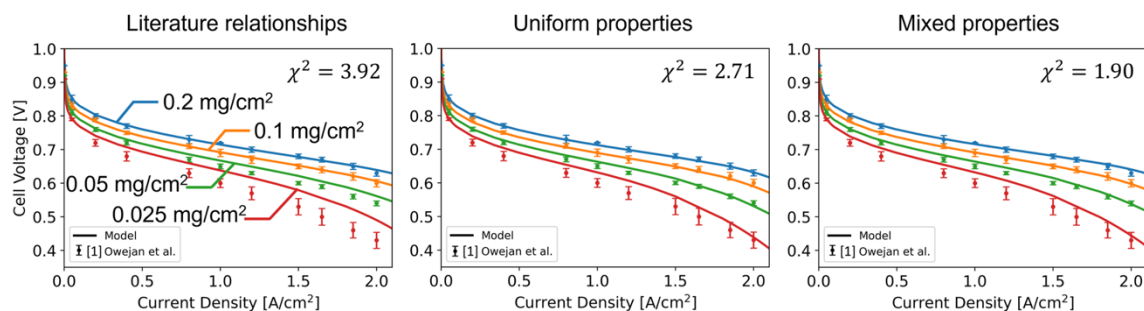 Literature relationships
Uniform properties
Mixed properties
1.0
0.9
0.8
0.7
0.6
0.5
0.4
Cell Voltage [V]
χ² = 3.92
0.2 mg/cm²
0.1 mg/cm²
0.05 mg/cm²
0.025 mg/cm²
Model
[1] Owejan et al.
0.0 0.5 1.0 1.5 2.0
Current Density [A/cm²]
1.0
0.9
0.8
0.7
0.6
0.5
0.4
χ² = 2.71
Model
[1] Owejan et al.
0.0 0.5 1.0 1.5 2.0
Current Density [A/cm²]
1.0
0.9
0.8
0.7
0.6
0.5
0.4
χ² = 1.90
Model
[1] Owejan et al.
0.0 0.5 1.0 1.5 2.0
Current Density [A/cm²]